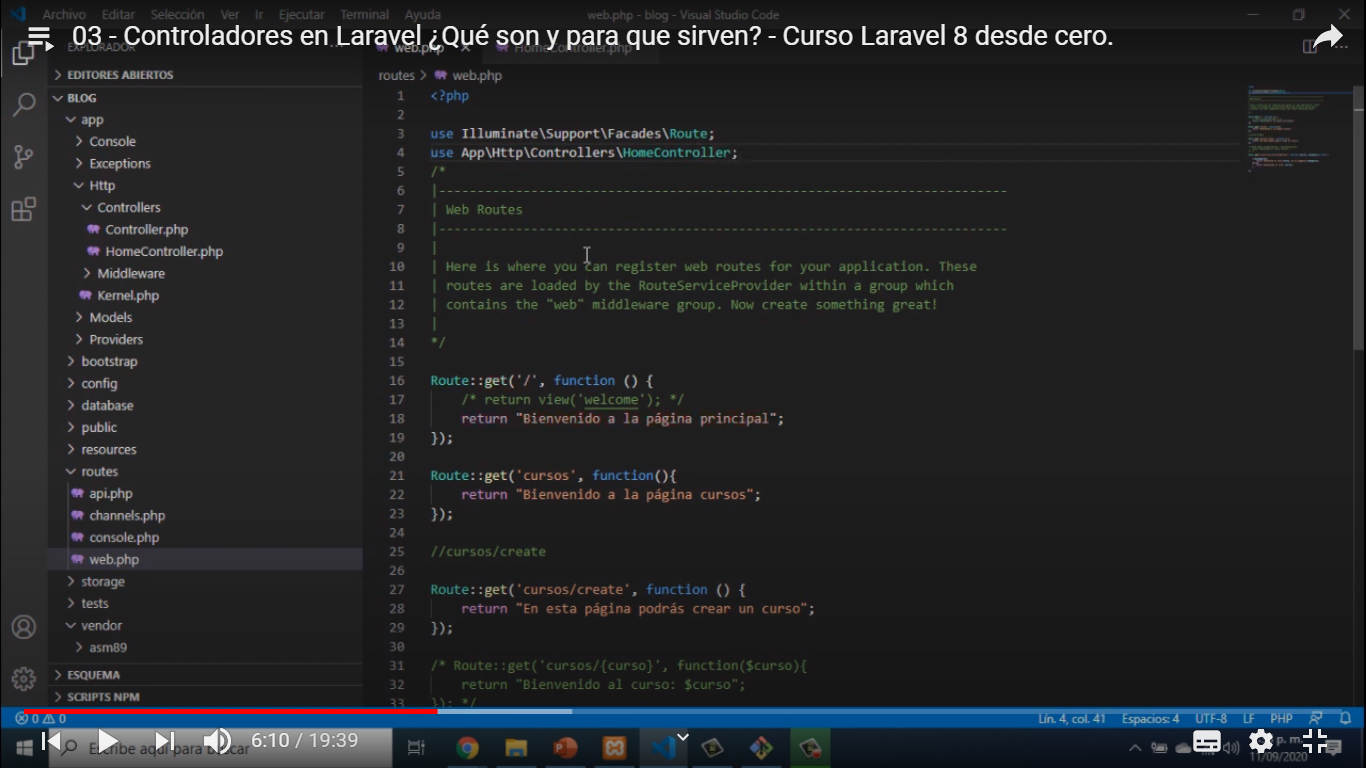 Archivo Editar Selección Ver Ir Ejecutar Terminal Ayuda
web.php - blog - Visual Studio Code
03 - Controladores en Laravel ¿Qué son y para que sirven? - Curso Laravel 8 desde cero.
EXPLORADOR
web.php
HomeController.php
EDITORES ABIERTOS
BLOG
app
Console
Exceptions
Http
Controllers
Controller.php
HomeController.php
Middleware
Kernel.php
Models
Providers
bootstrap
config
database
public
resources
routes
api.php
channels.php
console.php
web.php
storage
tests
vendor
asm89
ESQUEMA
SCRIPTS NPM
routes > web.php
1 <?php
2
3 use Illuminate\Support\Facades\Route;
4 use App\Http\Controllers\HomeController;
5 /*
6 |--------------------------------------------------------------------------
7 | Web Routes
8 |--------------------------------------------------------------------------
9 |
10 | Here is where you can register web routes for your application. These
11 | routes are loaded by the RouteServiceProvider within a group which
12 | contains the "web" middleware group. Now create something great!
13 |
14 */
15
16 Route::get('/', function () {
17 /* return view('welcome'); */
18 return "Bienvenido a la página principal";
19 });
20
21 Route::get('cursos', function(){
22 return "Bienvenido a la página cursos";
23 });
24
25 //cursos/create
26
27 Route::get('cursos/create', function () {
28 return "En esta página podrás crear un curso";
29 });
30
31 /* Route::get('cursos/{curso}', function($curso){
32 return "Bienvenido al curso: $curso";
33 }); */
0 0
Lín. 4, col. 41 Espacios: 4 UTF-8 LF PHP
Escribe aquí para buscar
6:10 / 19:39
p. m.
11/09/2020